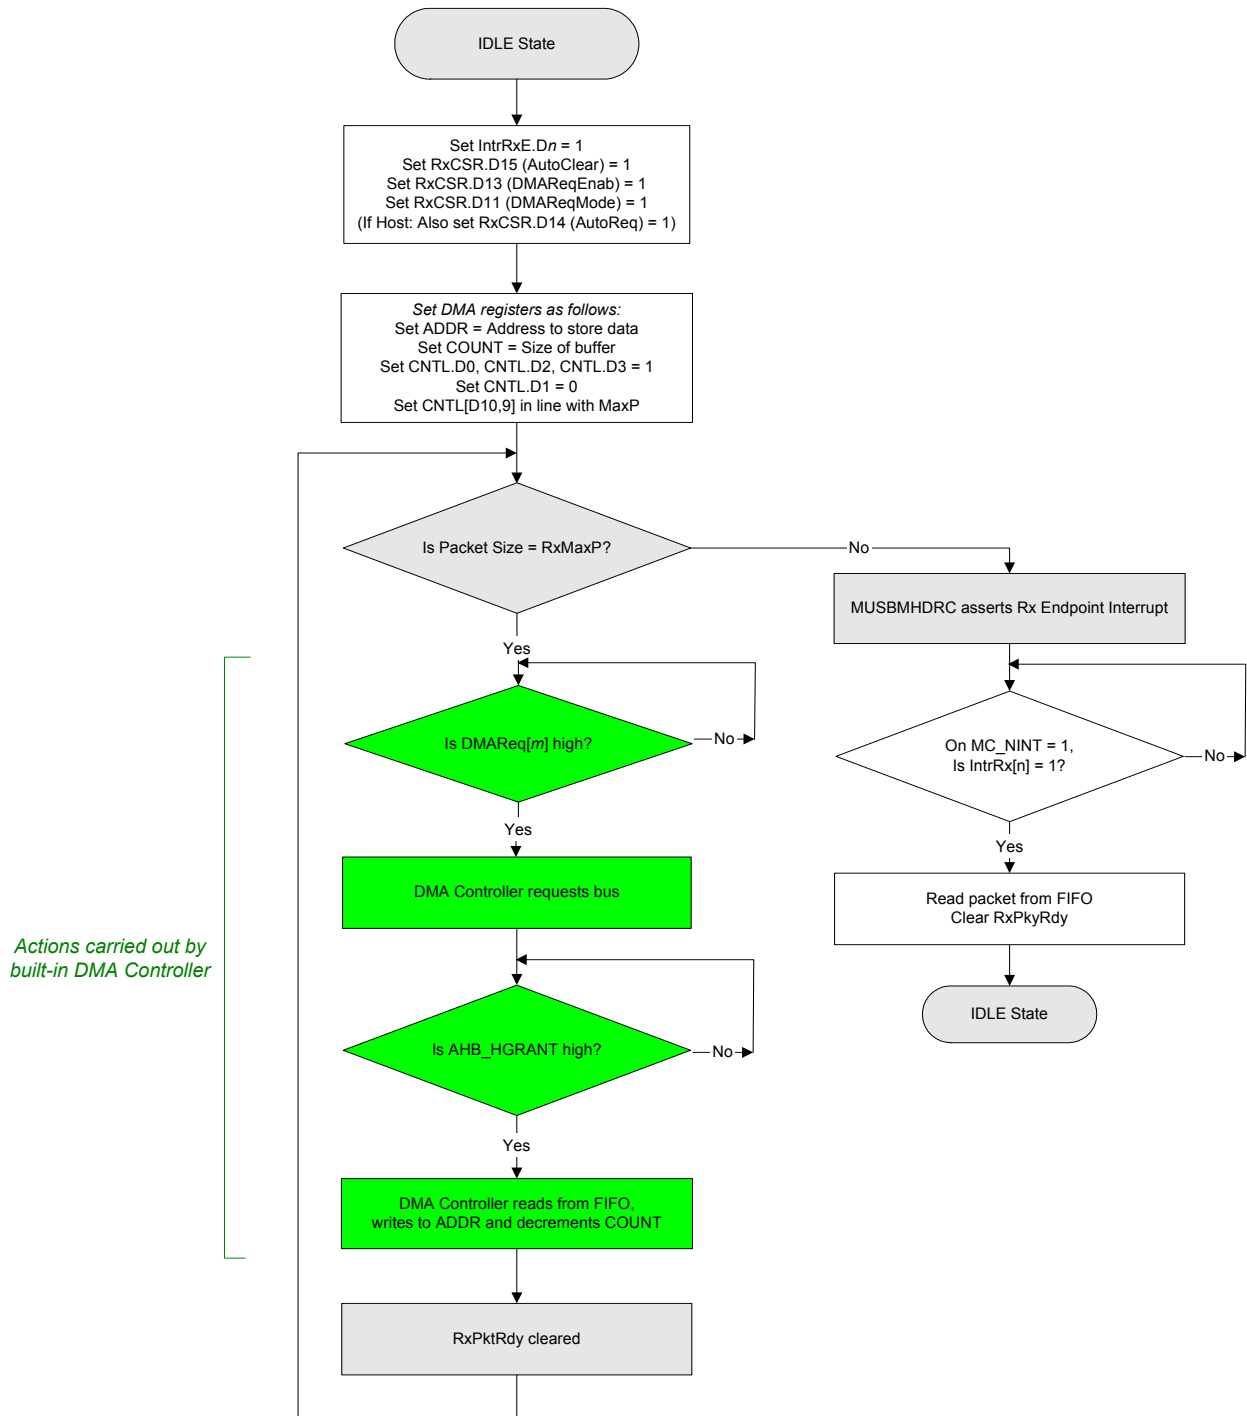 IDLE State
Set IntrRxE.Dn = 1
Set RxCSR.D15 (AutoClear) = 1
Set RxCSR.D13 (DMAReqEnab) = 1
Set RxCSR.D11 (DMAReqMode) = 1
(If Host: Also set RxCSR.D14 (AutoReq) = 1)
Set DMA registers as follows:
Set ADDR = Address to store data
Set COUNT = Size of buffer
Set CNTL.D0, CNTL.D2, CNTL.D3 = 1
Set CNTL.D1 = 0
Set CNTL[D10,9] in line with MaxP
Is Packet Size = RxMaxP?
No
Yes
Actions carried out by
built-in DMA Controller
Is DMAReq[m] high?
No
Yes
DMA Controller requests bus
Is AHB_HGRANT high?
No
Yes
DMA Controller reads from FIFO,
writes to ADDR and decrements COUNT
RxPktRdy cleared
MUSBMHDRC asserts Rx Endpoint Interrupt
On MC_NINT = 1,
Is IntrRx[n] = 1?
No
Yes
Read packet from FIFO
Clear RxPkyRdy
IDLE State